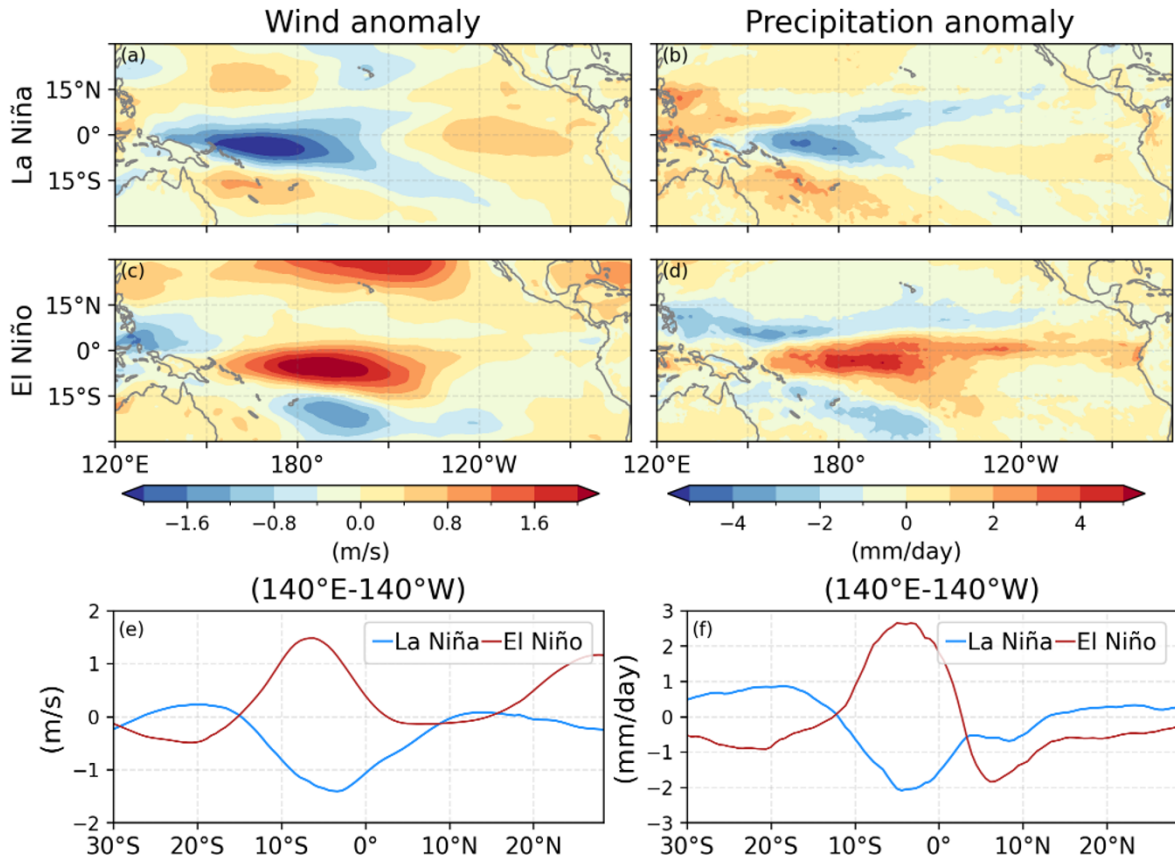 Wind anomaly
Precipitation anomaly
La Niña
(a)
15°N
0°
15°S
(b)
El Niño
(c)
15°N
0°
15°S
(d)
120°E 180° 120°W
120°E 180° 120°W
−1.6 −0.8 0.0 0.8 1.6
(m/s)
−4 −2 0 2 4
(mm/day)
(140°E-140°W)
(e)
La Niña El Niño
(m/s)
2
1
0
−1
−2
30°S 20°S 10°S 0° 10°N 20°N
(140°E-140°W)
(f)
La Niña El Niño
(mm/day)
3
2
1
0
−1
−2
−3
30°S 20°S 10°S 0° 10°N 20°N